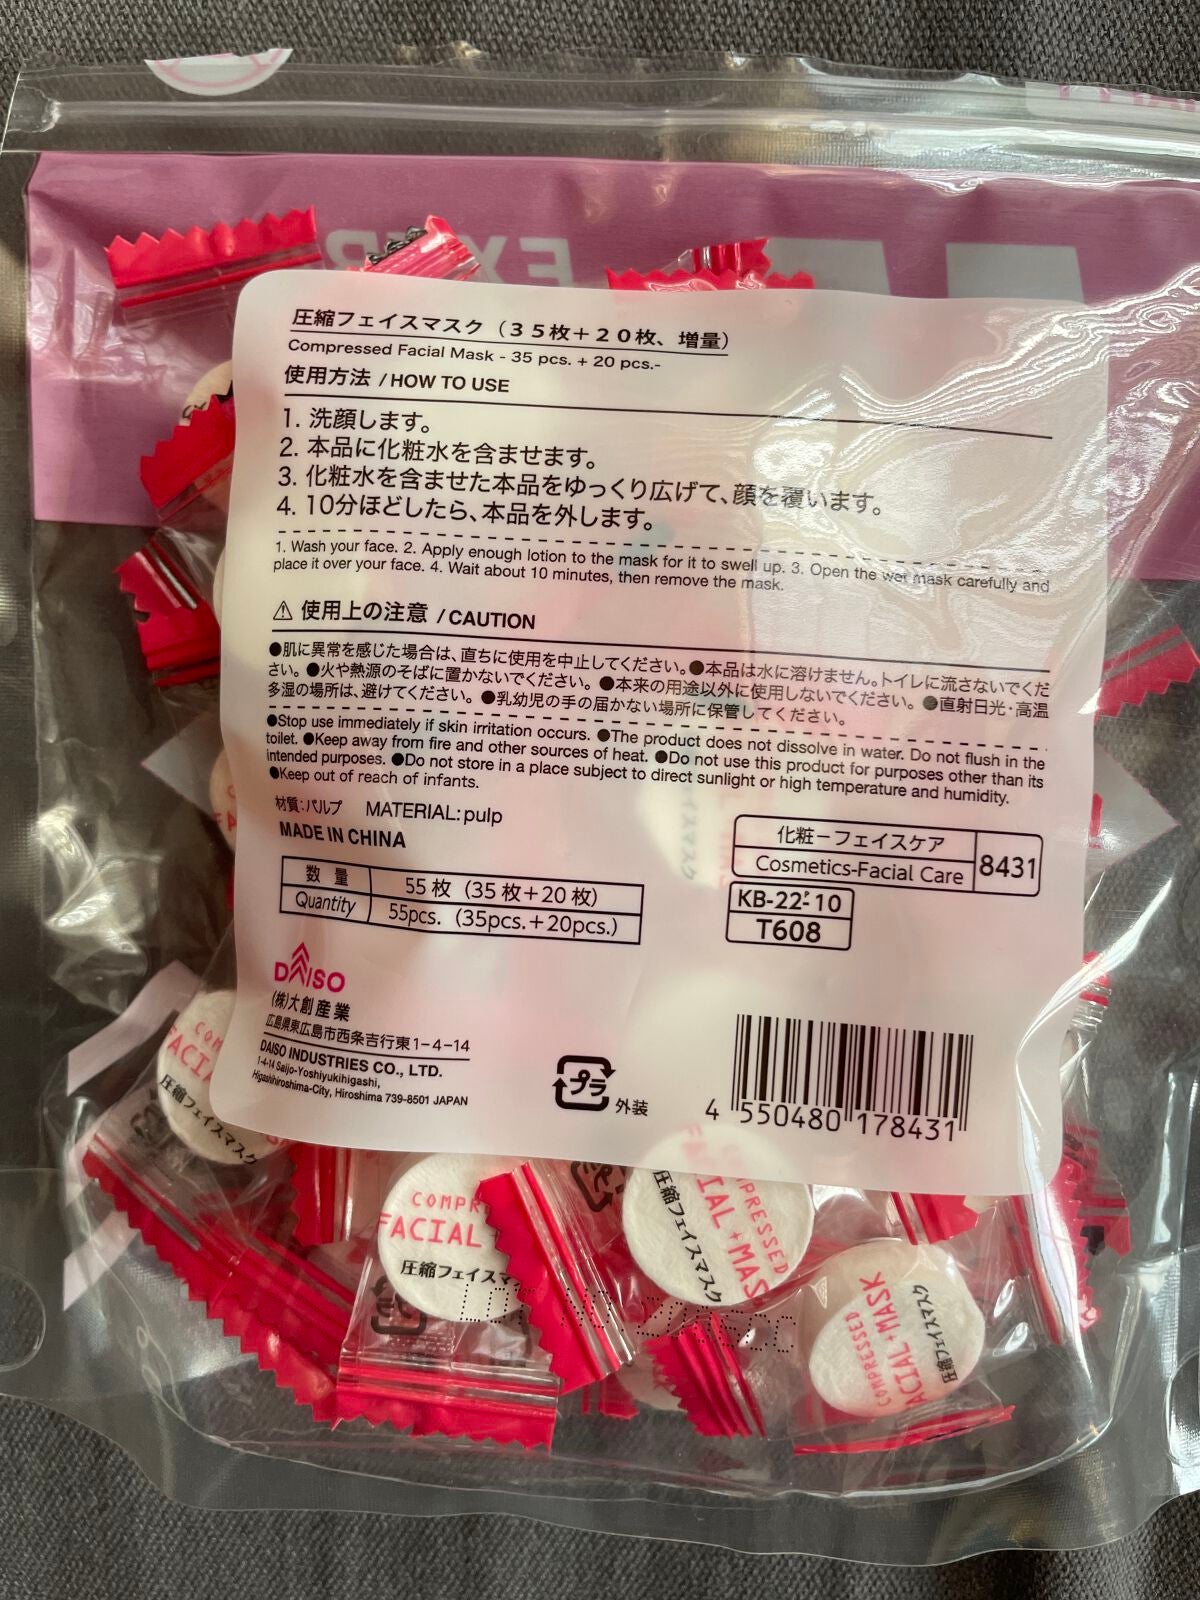 圧縮フェイスマスク（３５枚＋２０枚、増量）
Compressed Facial Mask - 35 pcs. + 20 pcs.-
使用方法 / HOW TO USE
1. 洗顔します。
2. 本品に化粧水を含ませます。
3. 化粧水を含ませた本品をゆっくり広げて、顔を覆います。
4. 10分ほどしたら、本品を外します。
1. Wash your face. 2. Apply enough lotion to the mask for it to swell up. 3. Open the wet mask carefully and
place it over your face. 4. Wait about 10 minutes, then remove the mask.
⚠ 使用上の注意 / CAUTION
●肌に異常を感じた場合は、直ちに使用を中止してください。●本品は水に溶けません。トイレに流さないでくだ
さい。●火や熱源のそばに置かないでください。●本来の用途以外に使用しないでください。●直射日光・高温
多湿の場所は、避けてください。●乳幼児の手の届かない場所に保管してください。
●Stop use immediately if skin irritation occurs. ●The product does not dissolve in water. Do not flush in the
toilet. ●Keep away from fire and other sources of heat. ●Do not use this product for purposes other than its
intended purposes. ●Do not store in a place subject to direct sunlight or high temperature and humidity.
●Keep out of reach of infants.
材質：パルプ MATERIAL: pulp
MADE IN CHINA
化粧－フェイスケア
Cosmetics-Facial Care
8431
数 量
55 枚（35 枚＋20 枚）
Quantity
55pcs.（35pcs.＋20pcs.）
KB-22-10
T608
DAISO
(株)大創産業
広島県東広島市西条吉行東1-4-14
DAISO INDUSTRIES CO., LTD.
1-4-14 Saijo-Yoshiyukihigashi,
Higashihiroshima-City, Hiroshima 739-8501 JAPAN
プラ
外装
4 550480 178431
圧縮フェイスマスク
COMPR
FACIAL
圧縮フェイスマ
FACIAL + MAS
圧縮フェイスマスク
COMPRESSED
ACIAL + MASK
圧縮フェイスマスク